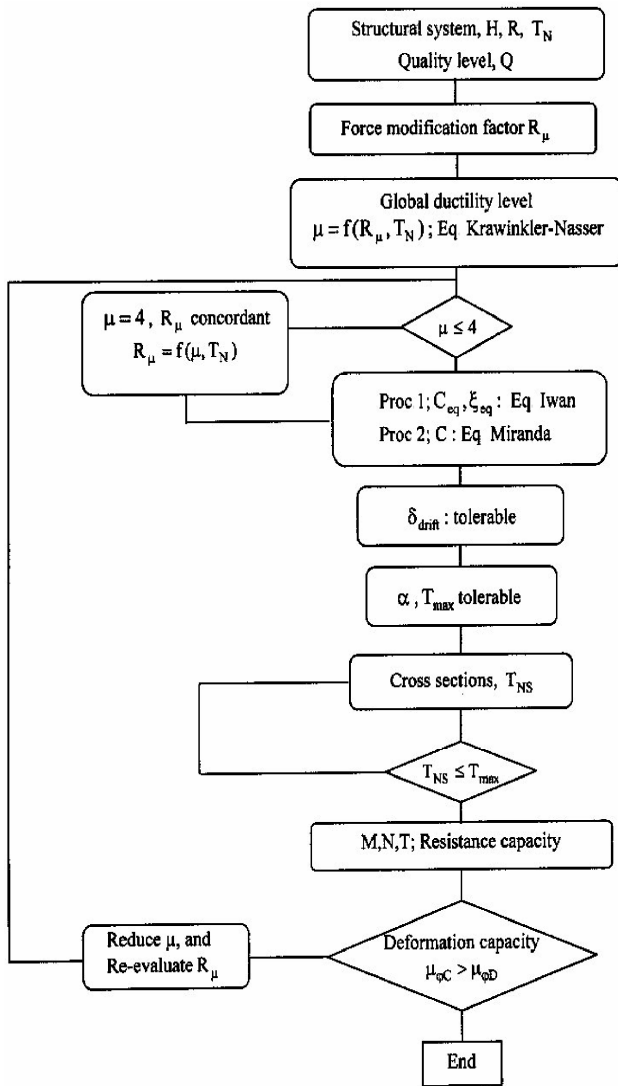 Structural system, H, R, T_N
Quality level, Q
Force modification factor R_μ
Global ductility level
μ = f(R_μ, T_N) ; Eq Krawinkler-Nasser
μ ≤ 4
μ = 4 , R_μ concordant
R_μ = f(μ, T_N)
Proc 1; C_eq, ξ_eq : Eq Iwan
Proc 2; C : Eq Miranda
δ_drift : tolerable
α , T_max tolerable
Cross sections, T_NS
T_NS ≤ T_max
M,N,T; Resistance capacity
Deformation capacity
μ_φC > μ_φD
Reduce μ, and
Re-evaluate R_μ
End